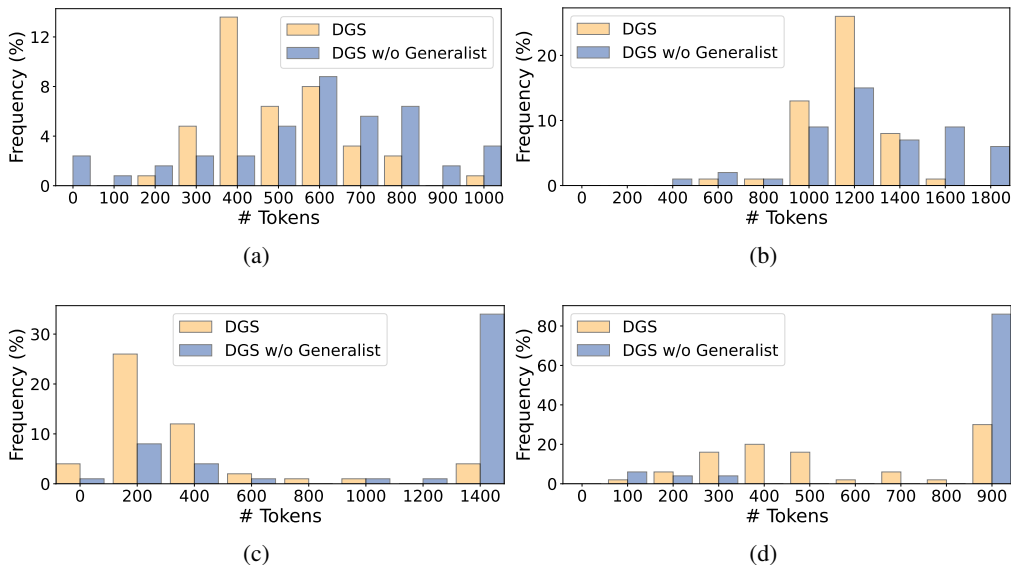 Frequency (%)
12
8
4
0
DGS
DGS w/o Generalist
0 100 200 300 400 500 600 700 800 900 1000
# Tokens
(a)
Frequency (%)
20
10
0
DGS
DGS w/o Generalist
0 200 400 600 800 1000 1200 1400 1600 1800
# Tokens
(b)
Frequency (%)
30
20
10
0
DGS
DGS w/o Generalist
0 200 400 600 800 1000 1200 1400
# Tokens
(c)
Frequency (%)
80
60
40
20
0
DGS
DGS w/o Generalist
0 100 200 300 400 500 600 700 800 900
# Tokens
(d)